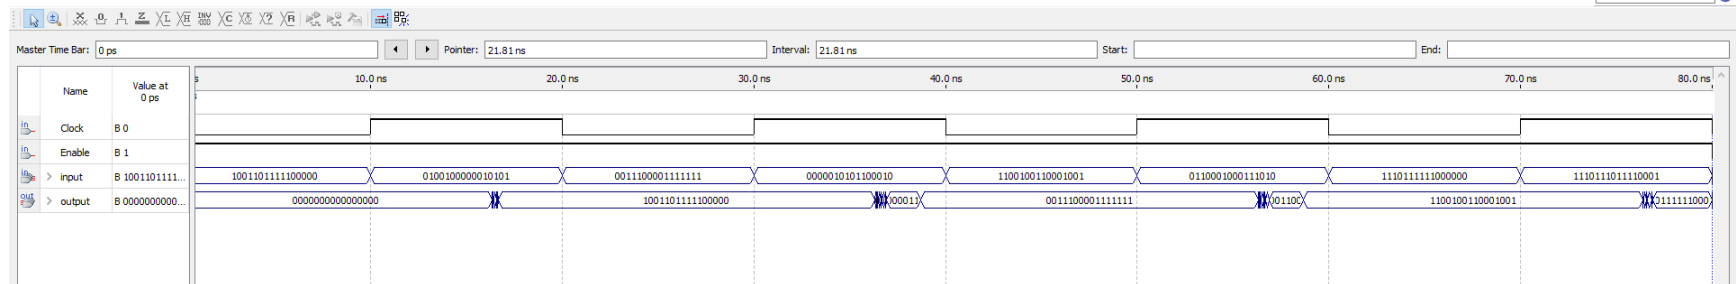 Master Time Bar: 0 ps Pointer: 21.81 ns Interval: 21.81 ns Start: End:
Name Value at 0 ps 10.0 ns 20.0 ns 30.0 ns 40.0 ns 50.0 ns 60.0 ns 70.0 ns 80.0 ns
Clock B 0
Enable B 1
input B 1001101111... 1001101111100000 0100100000010101 0011100001111111 0000010101100010 1100100110001001 0110001000111010 1110111111000000 1110111011110001
output B 0000000000... 0000000000000000 1001101111100000 0011100001111111 1100100110001001